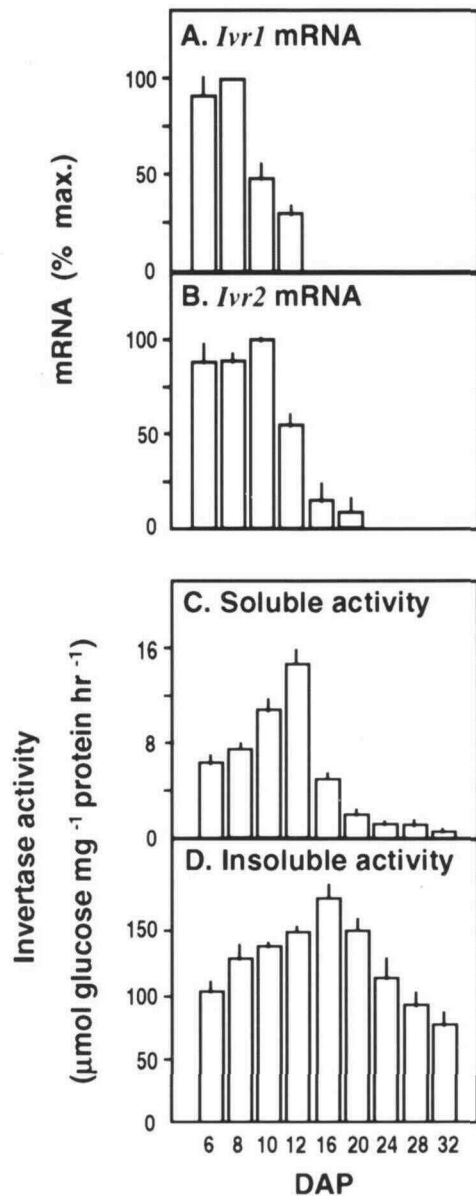 A. Ivr1 mRNA
100
50
0
B. Ivr2 mRNA
100
50
0
mRNA (% max.)
C. Soluble activity
16
8
0
D. Insoluble activity
150
100
50
0
Invertase activity
(μmol glucose mg -1 protein hr -1)
6 8 10 12 16 20 24 28 32
DAP